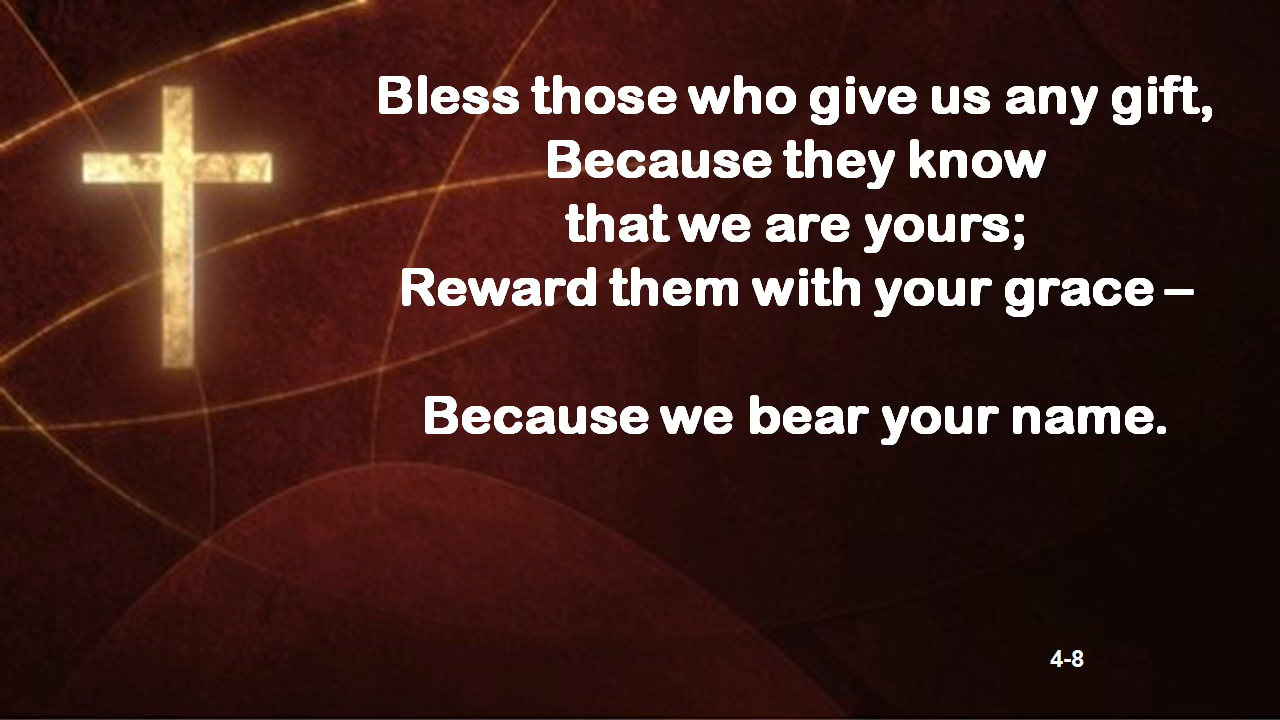 Bless those who give us any gift,
Because they know
that we are yours;
Reward them with your grace –
Because we bear your name.
4-8